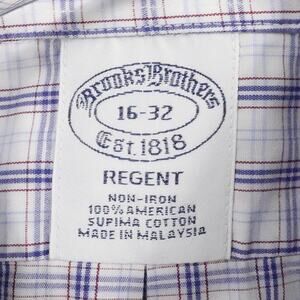 Brooks Brothers
16-32
Est. 1818
REGENT
NON-IRON
100% AMERICAN
SUPIMA COTTON
MADE IN MALAYSIA